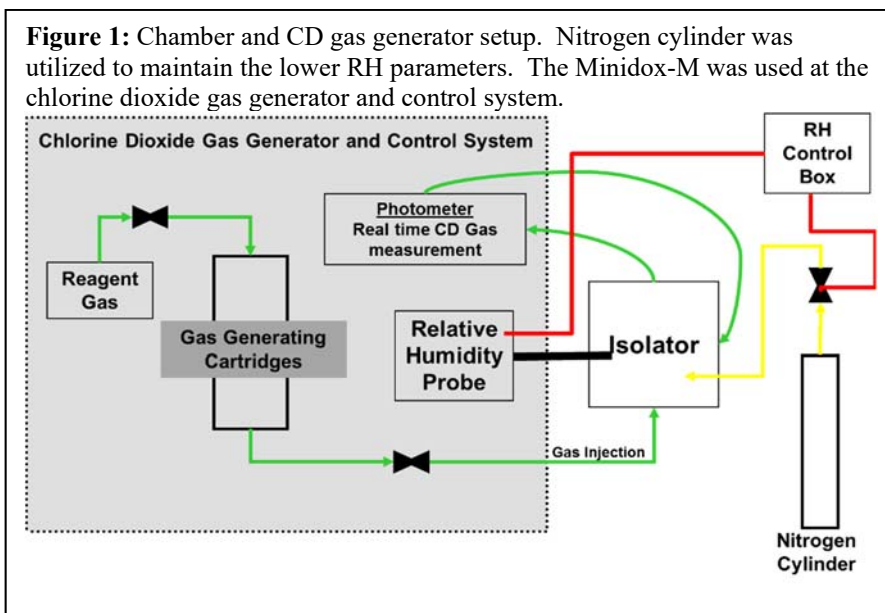 Figure 1: Chamber and CD gas generator setup. Nitrogen cylinder was
utilized to maintain the lower RH parameters. The Minidox-M was used at the
chlorine dioxide gas generator and control system.
Chlorine Dioxide Gas Generator and Control System
RH
Control
Box
Photometer
Real time CD Gas
measurement
Reagent
Gas
Gas Generating
Cartridges
Relative
Humidity
Probe
Isolator
Gas Injection
Nitrogen
Cylinder